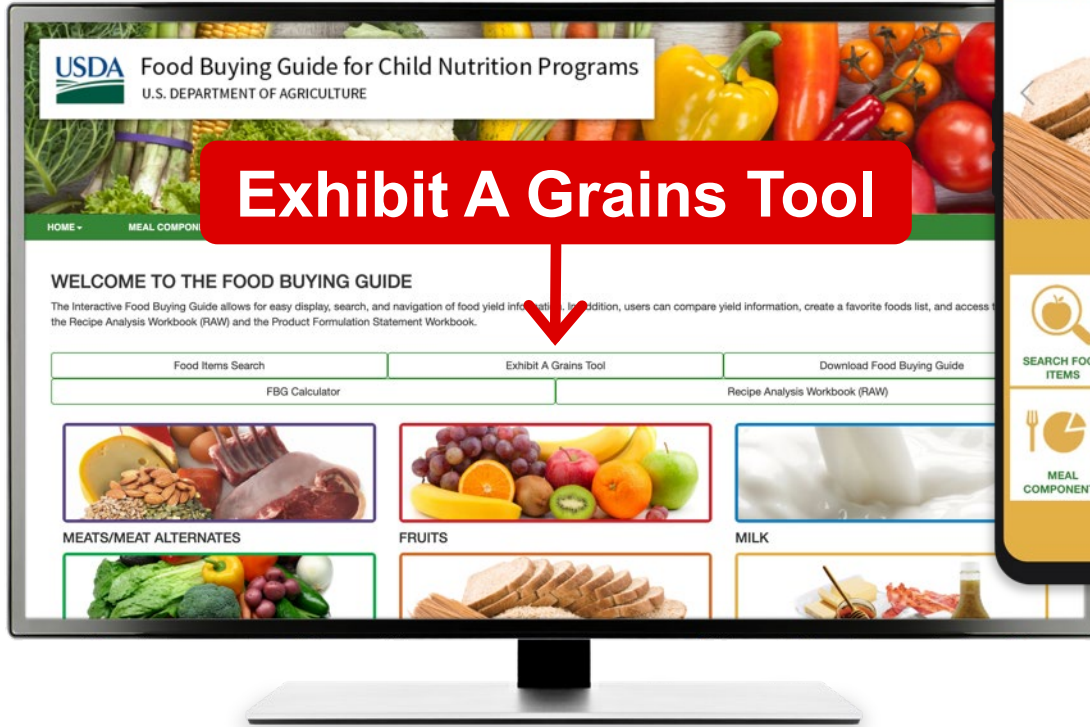 USDA
Food Buying Guide for Child Nutrition Programs
U.S. DEPARTMENT OF AGRICULTURE
Exhibit A Grains Tool
HOME
WELCOME TO THE FOOD BUYING GUIDE
The Interactive Food Buying Guide allows for easy display, search, and navigation of food yield addition, users can compare yield information, create a favorite foods list, and access
the Recipe Analysis Workbook (RAW) and the Product Formulation Statement Workbook.
Food Items Search
Exhibit A Grains Tool
Download Food Buying Guide
FBG Calculator
Recipe Analysis Workbook (RAW)
MEATS/MEAT ALTERNATES
FRUITS
MILK
SEARCH
ITEMS
MEAL